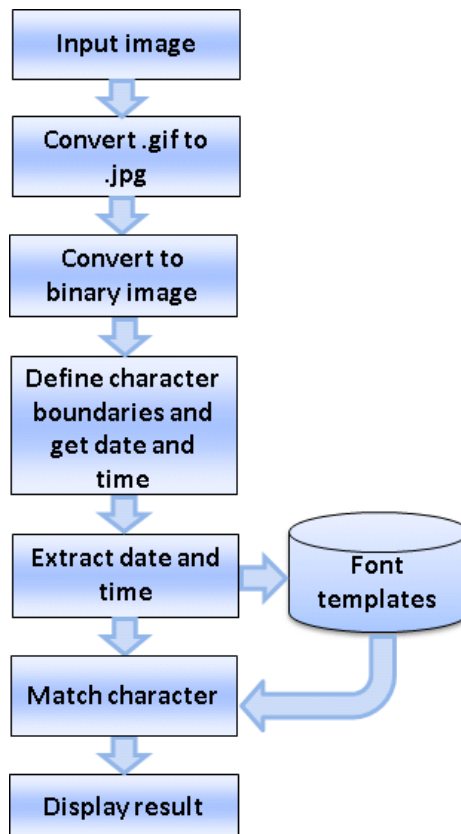 Input image
Convert .gif to
.jpg
Convert to
binary image
Define character
boundaries and
get date and
time
Extract date and
time
Font
templates
Match character
Display result